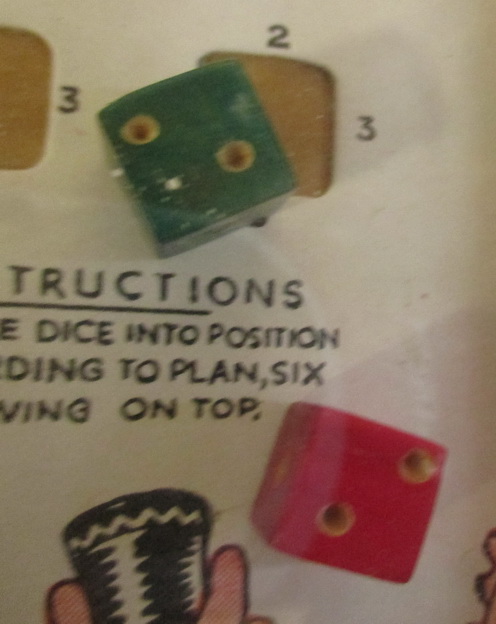 2
3 3
TRUCTIONS
E DICE INTO POSITION
DING TO PLAN, SIX
VING ON TOP.